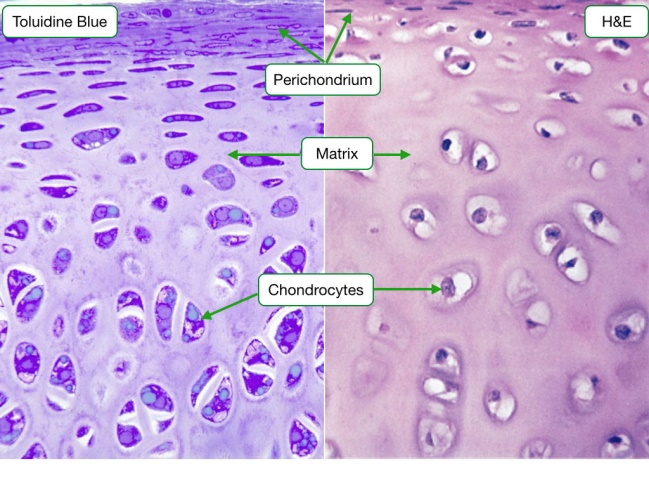 Toluidine Blue
H&E
Perichondrium
Matrix
Chondrocytes